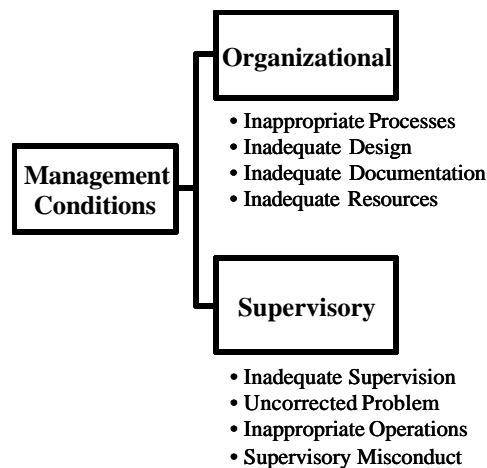 Organizational
• Inappropriate Processes
• Inadequate Design
• Inadequate Documentation
• Inadequate Resources
Management
Conditions
Supervisory
• Inadequate Supervision
• Uncorrected Problem
• Inappropriate Operations
• Supervisory Misconduct